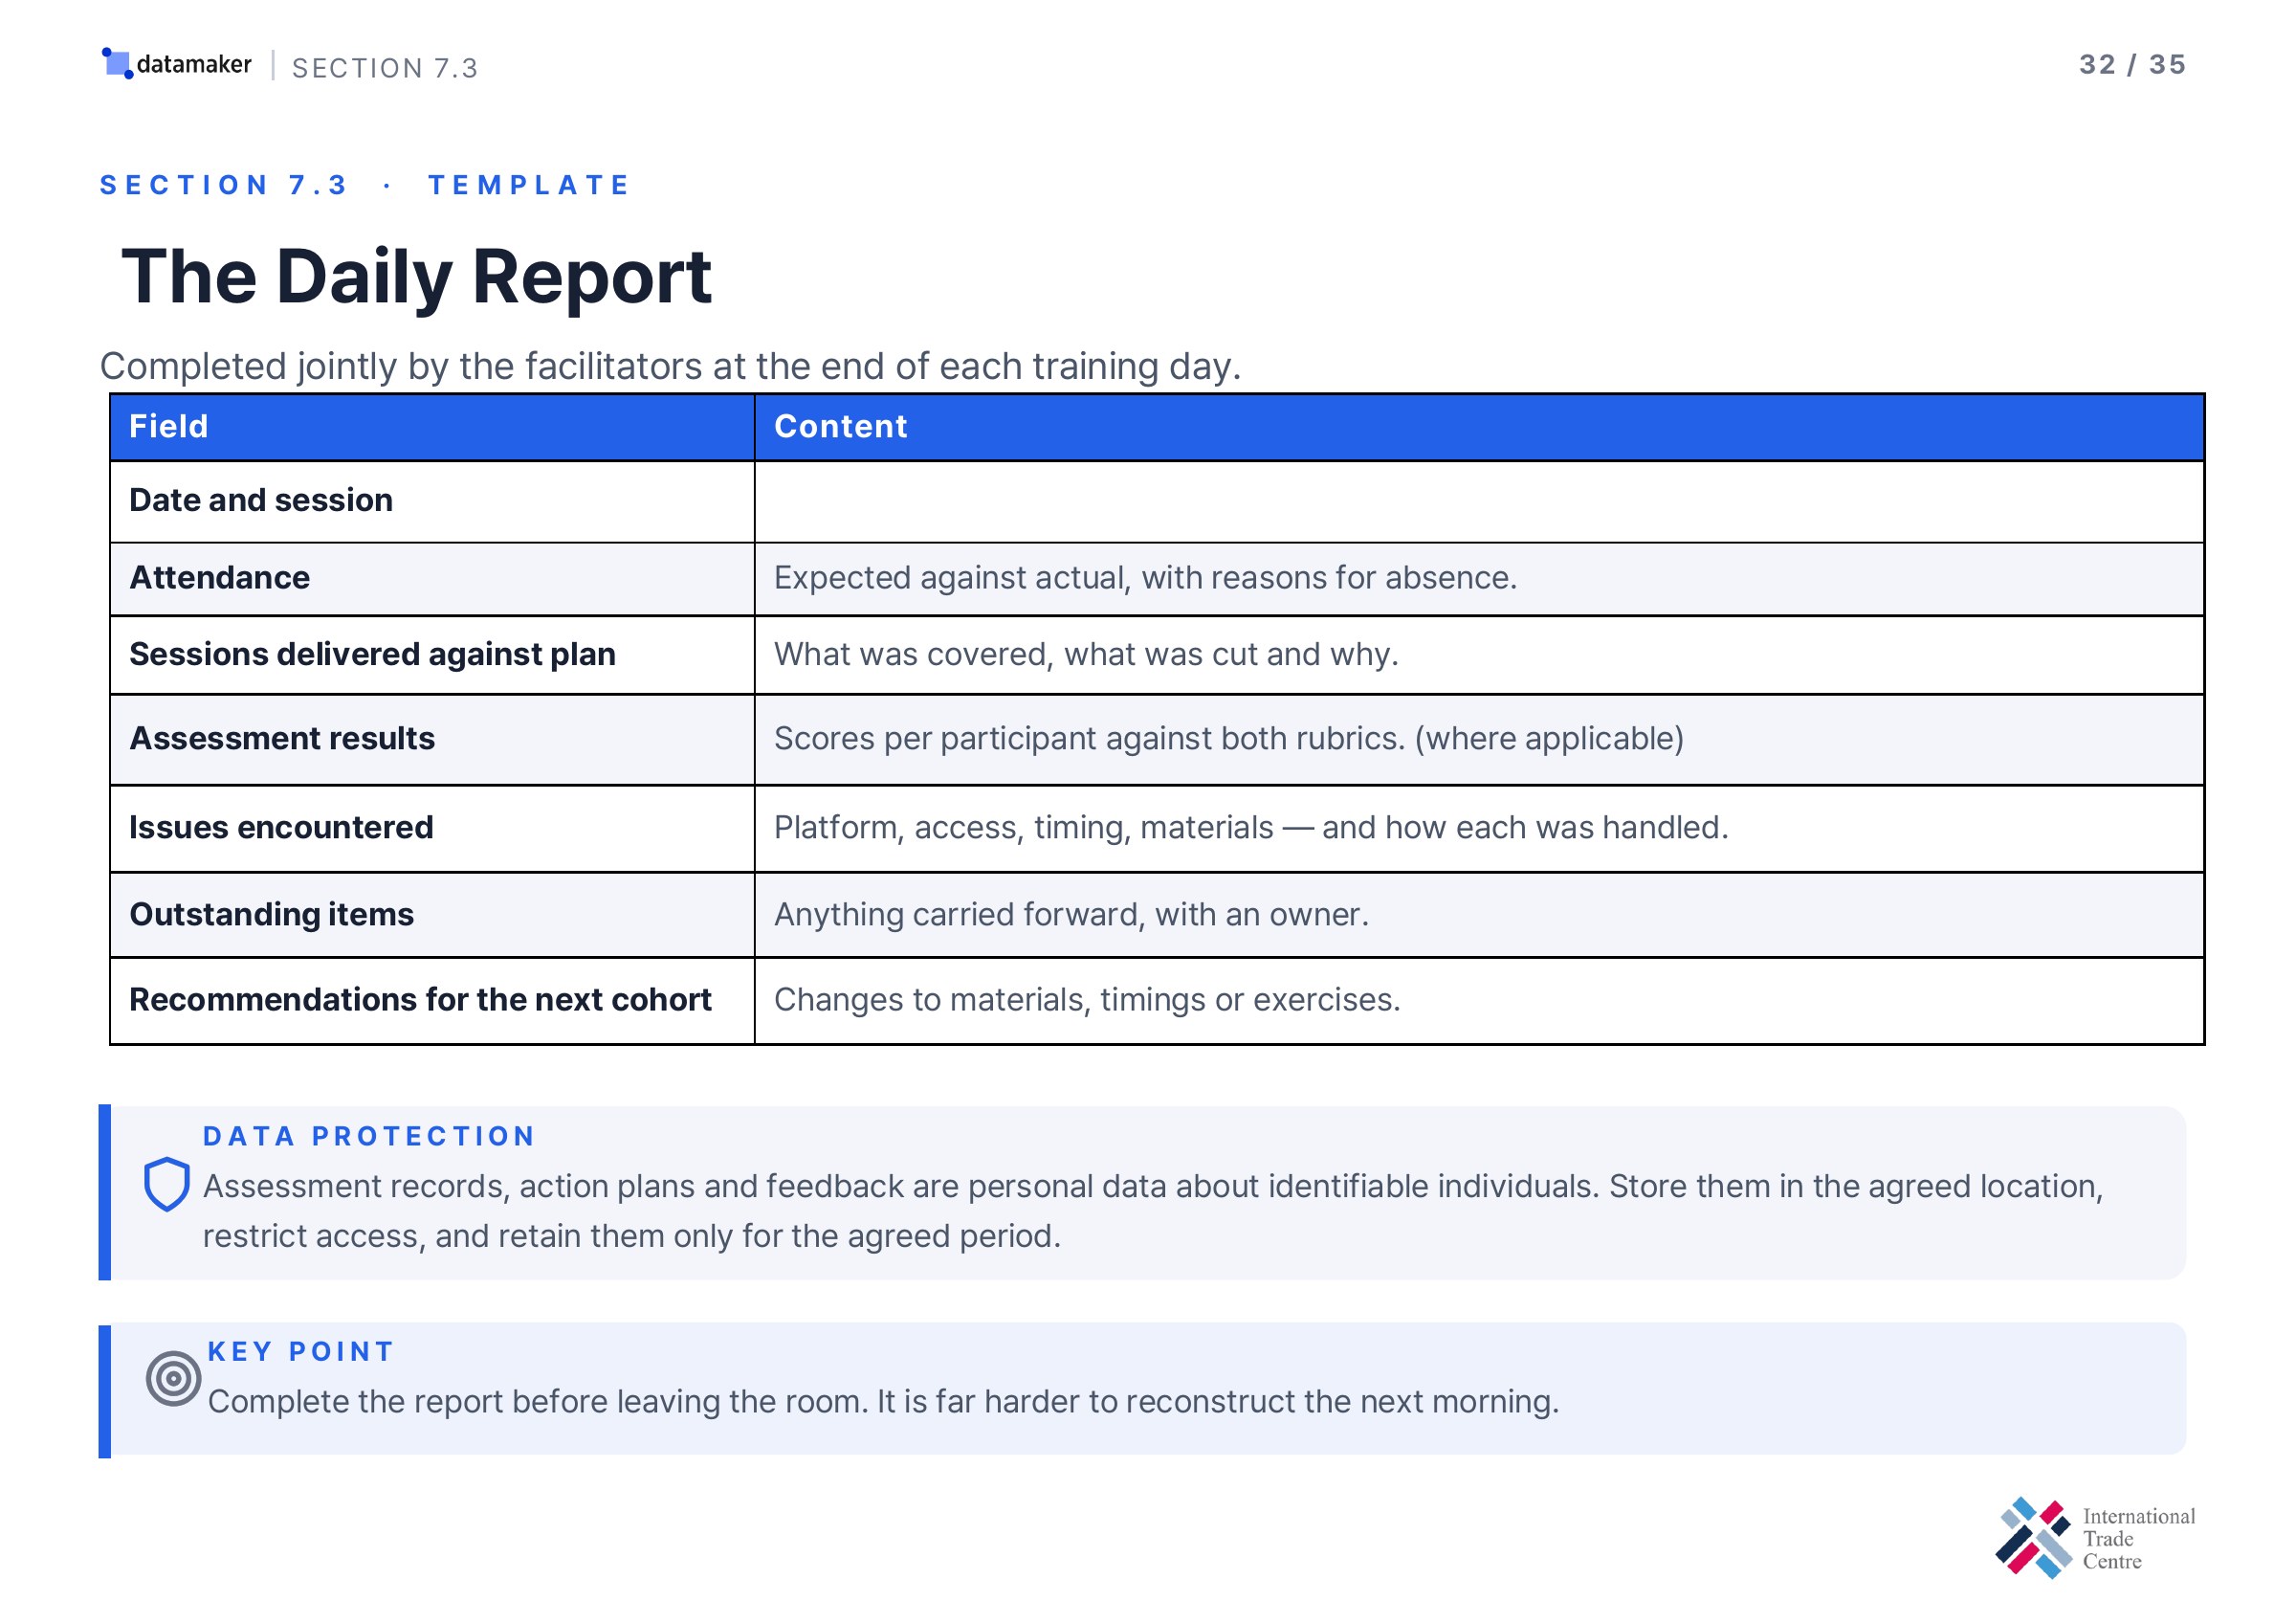 datamaker | SECTION 7.3
32 / 35
SECTION 7.3 · TEMPLATE
The Daily Report
Completed jointly by the facilitators at the end of each training day.
Field Content
Date and session
Attendance Expected against actual, with reasons for absence.
Sessions delivered against plan What was covered, what was cut and why.
Assessment results Scores per participant against both rubrics. (where applicable)
Issues encountered Platform, access, timing, materials — and how each was handled.
Outstanding items Anything carried forward, with an owner.
Recommendations for the next cohort Changes to materials, timings or exercises.
DATA PROTECTION
Assessment records, action plans and feedback are personal data about identifiable individuals. Store them in the agreed location,
restrict access, and retain them only for the agreed period.
KEY POINT
Complete the report before leaving the room. It is far harder to reconstruct the next morning.
International
Trade
Centre